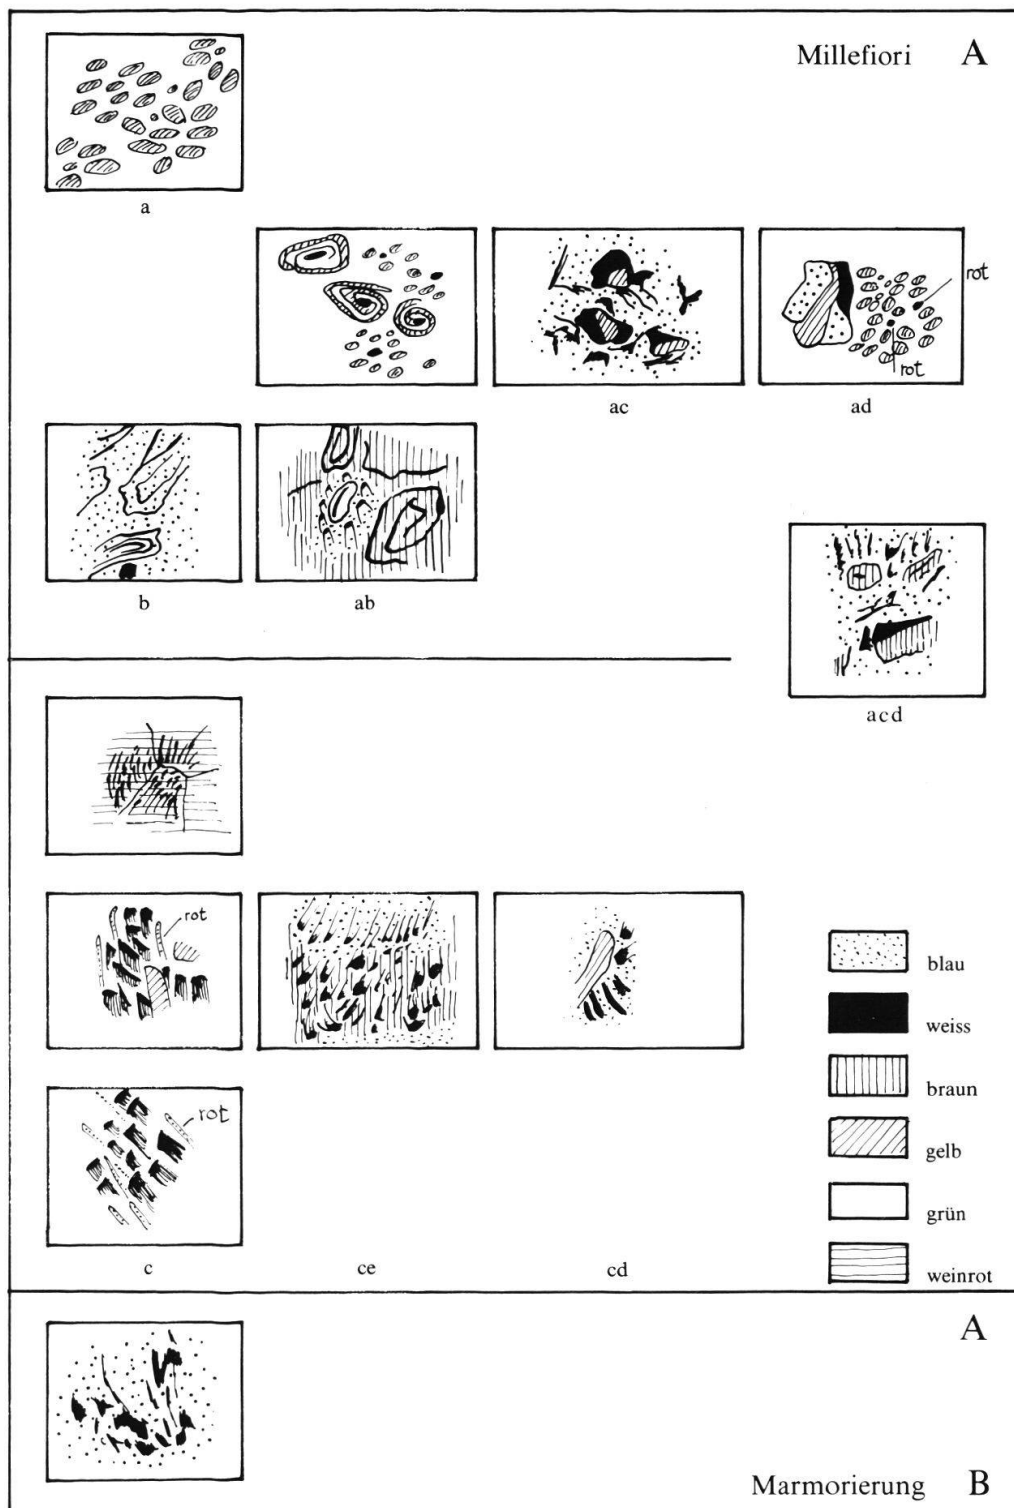 Millefiori A
a
rot
rot
ac
ad
b
ab
acd
rot
blau
weiss
braun
gelb
grün
weinrot
rot
c
ce
cd
A
Marmorierung B